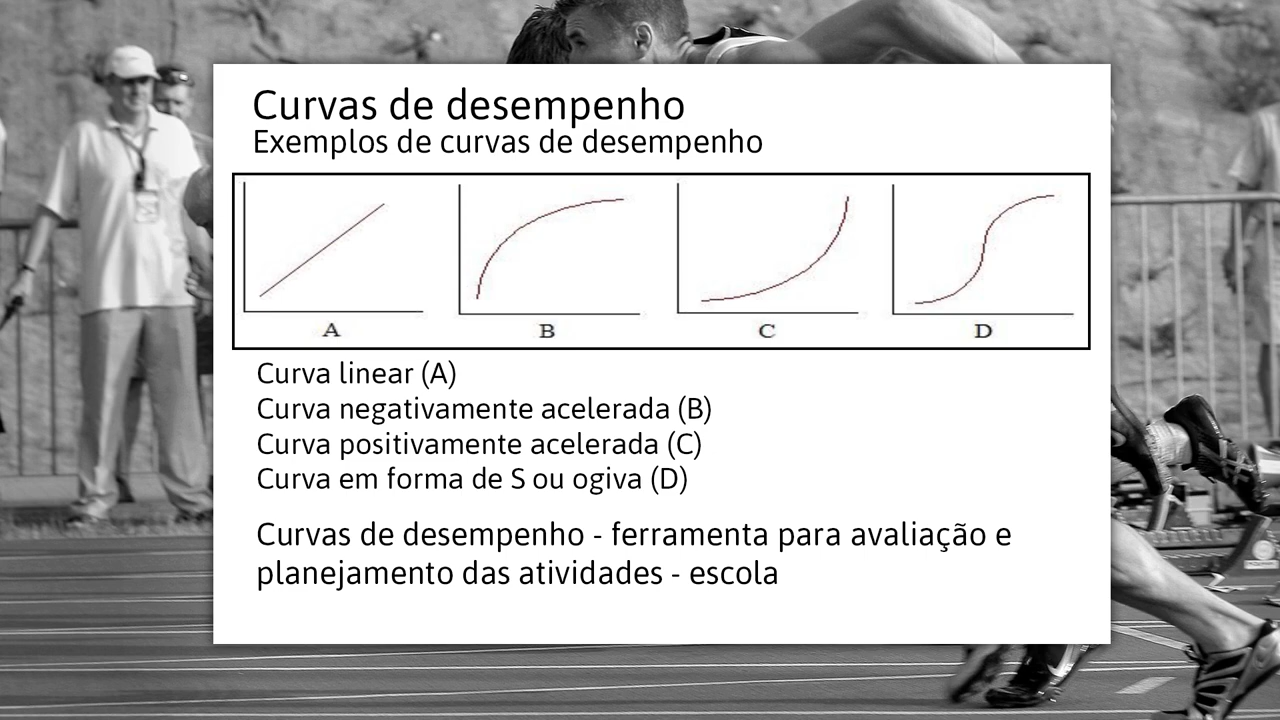 Curvas de desempenho
Exemplos de curvas de desempenho
A B C D
Curva linear (A)
Curva negativamente acelerada (B)
Curva positivamente acelerada (C)
Curva em forma de S ou ogiva (D)
Curvas de desempenho - ferramenta para avaliação e
planejamento das atividades - escola